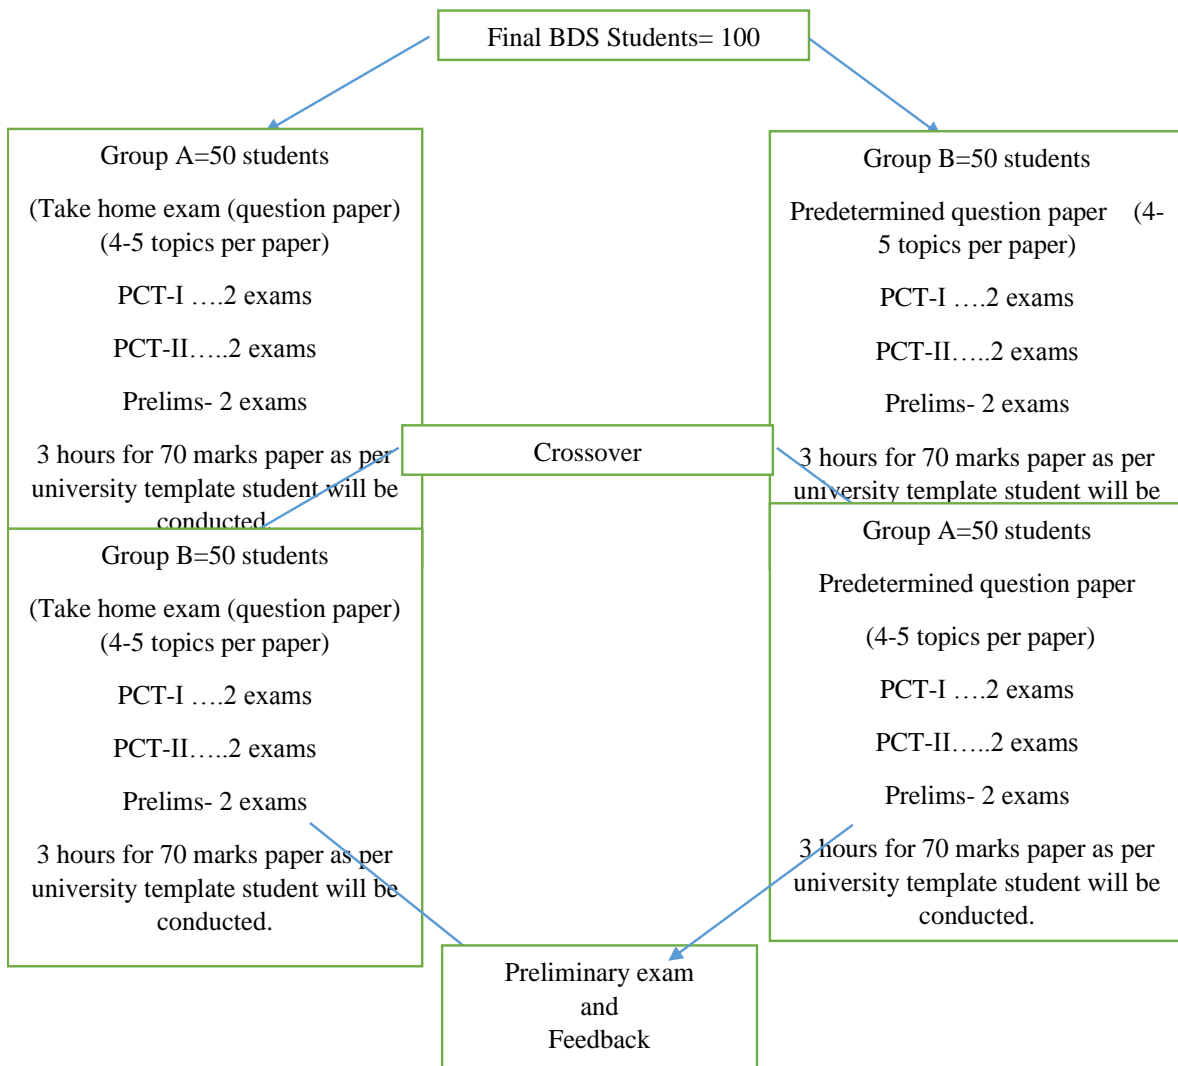 Final BDS Students= 100
Group A=50 students
(Take home exam (question paper)
(4-5 topics per paper)
PCT-I ….2 exams
PCT-II…..2 exams
Prelims- 2 exams
3 hours for 70 marks paper as per
university template student will be
conducted.
Group B=50 students
Predetermined question paper (4-
5 topics per paper)
PCT-I ….2 exams
PCT-II…..2 exams
Prelims- 2 exams
3 hours for 70 marks paper as per
university template student will be
Crossover
Group B=50 students
(Take home exam (question paper)
(4-5 topics per paper)
PCT-I ….2 exams
PCT-II…..2 exams
Prelims- 2 exams
3 hours for 70 marks paper as per
university template student will be
conducted.
Group A=50 students
Predetermined question paper
(4-5 topics per paper)
PCT-I ….2 exams
PCT-II…..2 exams
Prelims- 2 exams
3 hours for 70 marks paper as per
university template student will be
conducted.
Preliminary exam
and
Feedback